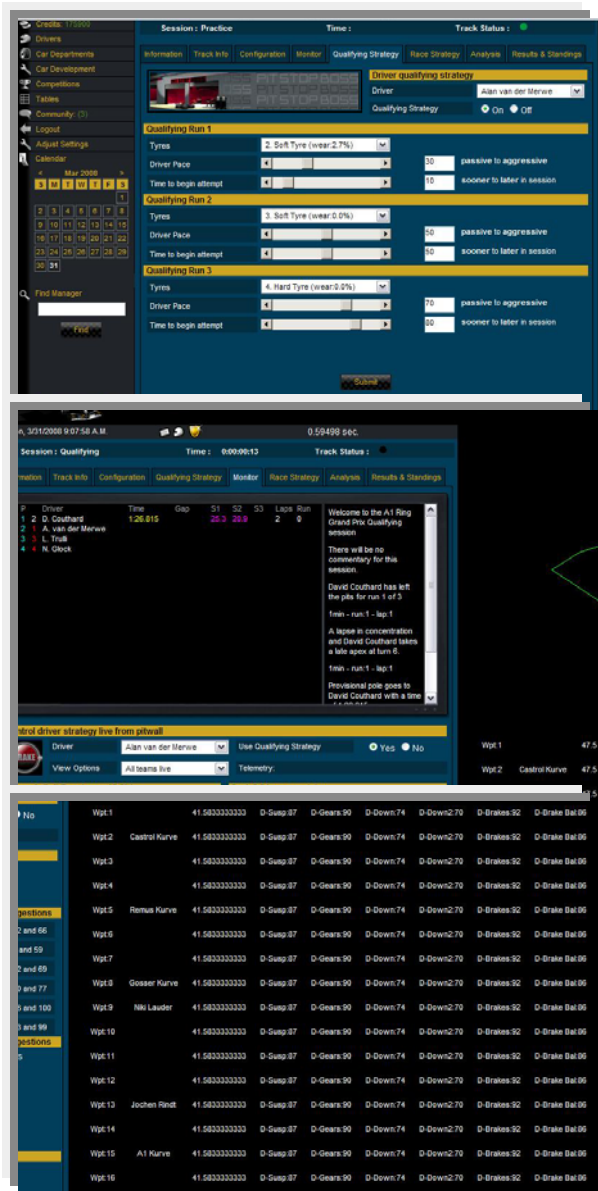 Credits: 175900
Session : Practice Time : Track Status :
Drivers
Car Departments
Information Track Info Configuration Monitor Qualifying Strategy Race Strategy Analysis Results & Standings
Car Development
Competitions
Tables
Community: (3)
Logout
Adjust Settings
Calendar
PIT STOP BOSS
Driver qualifying strategy
Driver Alan van der Merwe
Qualifying Strategy On Off
< Mar 2008 >
S M T W T F S
1
2 3 4 5 6 7 8
9 10 11 12 13 14 15
16 17 18 19 20 21 22
23 24 25 26 27 28 29
30 31
Find Manager
Find
Qualifying Run 1
Tyres 2. Soft Tyre (wear:2.7%)
Driver Pace 30 passive to aggressive
Time to begin attempt 10 sooner to later in session
Qualifying Run 2
Tyres 3. Soft Tyre (wear:0.0%)
Driver Pace 50 passive to aggressive
Time to begin attempt 50 sooner to later in session
Qualifying Run 3
Tyres 4. Hard Tyre (wear:0.0%)
Driver Pace 70 passive to aggressive
Time to begin attempt 80 sooner to later in session
Submit
n, 3/31/2008 9:07:58 A.M. 0.59498 sec.
Session : Qualifying Time : 0:00:00:13 Track Status :
rmation Track Info Configuration Qualifying Strategy Monitor Race Strategy Analysis Results & Standings
P Driver Time Gap S1 S2 S3 Laps Run
1 2 D. Couthard 1:26.015 25.3 29.9 2 0
2 1 A. van der Merwe
3 3 L. Trulli
4 4 N. Glock
Welcome to the A1 Ring
Grand Prix Qualifying
session
There will be no
commentary for this
session.
David Couthard has left
the pits for run 1 of 3
1min - run:1 - lap:1
A lapse in concentration
and David Couthard takes
a late apex at turn 6.
1min - run:1 - lap:1
Provisional pole goes to
David Couthard with a time
ntrol driver strategy live from pitwall
Driver Alan van der Merwe Use Qualifying Strategy Yes No
View Options All teams live Telemetry:
Wpt:1 47.5
Wpt:2 Castrol Kurve 47.5
No
gestions
2 and 66
and 59
2 and 69
0 and 77
5 and 100
3 and 99
gestions
s
Wpt:1 41.5833333333 D-Susp:87 D-Gears:90 D-Down:74 D-Down2:70 D-Brakes:92 D-Brake Bal:86
Wpt:2 Castrol Kurve 41.5833333333 D-Susp:87 D-Gears:90 D-Down:74 D-Down2:70 D-Brakes:92 D-Brake Bal:86
Wpt:3 41.5833333333 D-Susp:87 D-Gears:90 D-Down:74 D-Down2:70 D-Brakes:92 D-Brake Bal:86
Wpt:4 41.5833333333 D-Susp:87 D-Gears:90 D-Down:74 D-Down2:70 D-Brakes:92 D-Brake Bal:86
Wpt:5 Remus Kurve 41.5833333333 D-Susp:87 D-Gears:90 D-Down:74 D-Down2:70 D-Brakes:92 D-Brake Bal:86
Wpt:6 41.5833333333 D-Susp:87 D-Gears:90 D-Down:74 D-Down2:70 D-Brakes:92 D-Brake Bal:86
Wpt:7 41.5833333333 D-Susp:87 D-Gears:90 D-Down:74 D-Down2:70 D-Brakes:92 D-Brake Bal:86
Wpt:8 Gosser Kurve 41.5833333333 D-Susp:87 D-Gears:90 D-Down:74 D-Down2:70 D-Brakes:92 D-Brake Bal:86
Wpt:9 Niki Lauder 41.5833333333 D-Susp:87 D-Gears:90 D-Down:74 D-Down2:70 D-Brakes:92 D-Brake Bal:86
Wpt:10 41.5833333333 D-Susp:87 D-Gears:90 D-Down:74 D-Down2:70 D-Brakes:92 D-Brake Bal:86
Wpt:11 41.5833333333 D-Susp:87 D-Gears:90 D-Down:74 D-Down2:70 D-Brakes:92 D-Brake Bal:86
Wpt:12 41.5833333333 D-Susp:87 D-Gears:90 D-Down:74 D-Down2:70 D-Brakes:92 D-Brake Bal:86
Wpt:13 Jochen Rindt 41.5833333333 D-Susp:87 D-Gears:90 D-Down:74 D-Down2:70 D-Brakes:92 D-Brake Bal:86
Wpt:14 41.5833333333 D-Susp:87 D-Gears:90 D-Down:74 D-Down2:70 D-Brakes:92 D-Brake Bal:86
Wpt:15 A1 Kurve 41.5833333333 D-Susp:87 D-Gears:90 D-Down:74 D-Down2:70 D-Brakes:92 D-Brake Bal:86
Wpt:16 41.5833333333 D-Susp:87 D-Gears:90 D-Down:74 D-Down2:70 D-Brakes:92 D-Brake Bal:86